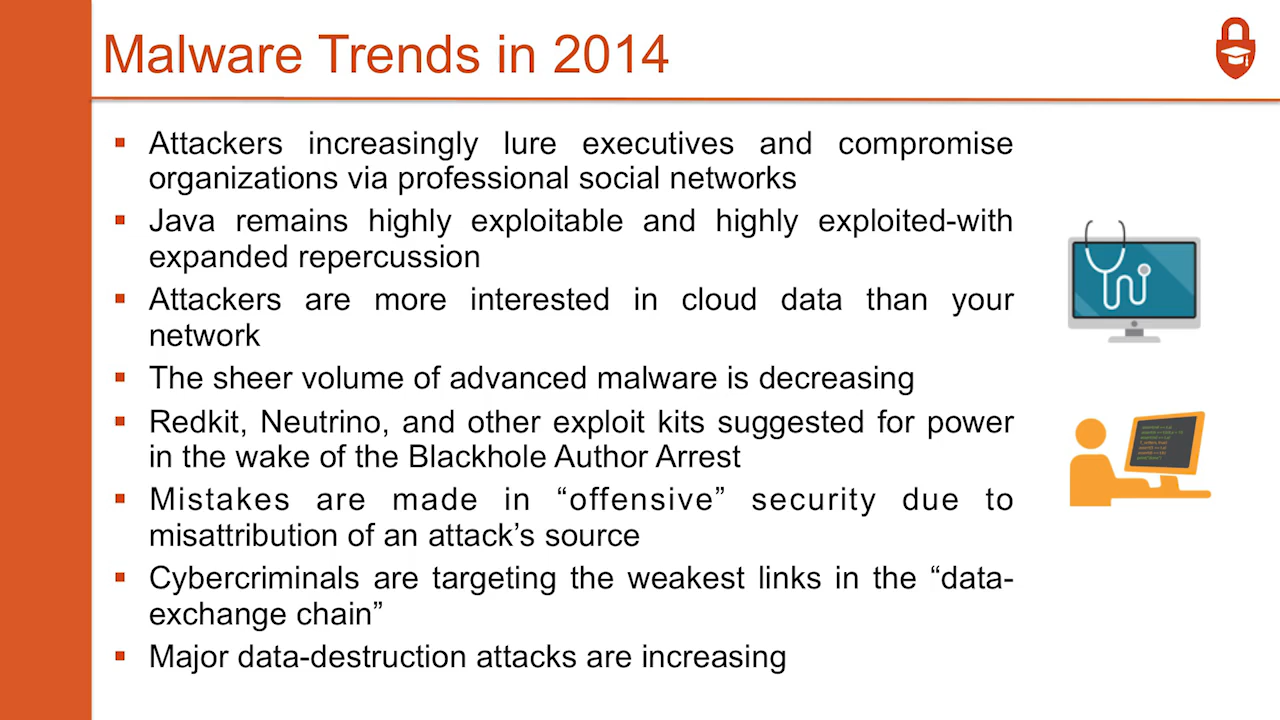 Malware Trends in 2014
▪ Attackers increasingly lure executives and compromise
organizations via professional social networks
▪ Java remains highly exploitable and highly exploited-with
expanded repercussion
▪ Attackers are more interested in cloud data than your
network
▪ The sheer volume of advanced malware is decreasing
▪ Redkit, Neutrino, and other exploit kits suggested for power
in the wake of the Blackhole Author Arrest
▪ Mistakes are made in “offensive” security due to
misattribution of an attack’s source
▪ Cybercriminals are targeting the weakest links in the “data-
exchange chain”
▪ Major data-destruction attacks are increasing